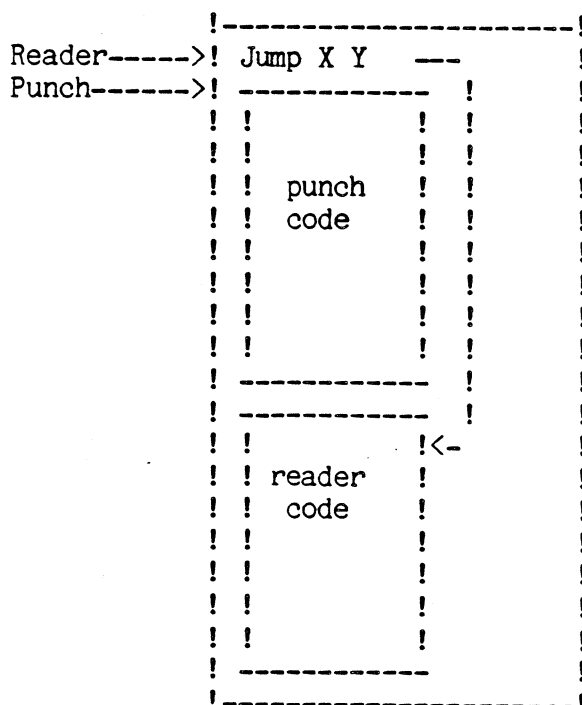 Reader----->! Jump X Y
Punch------>!
punch
code
reader
code